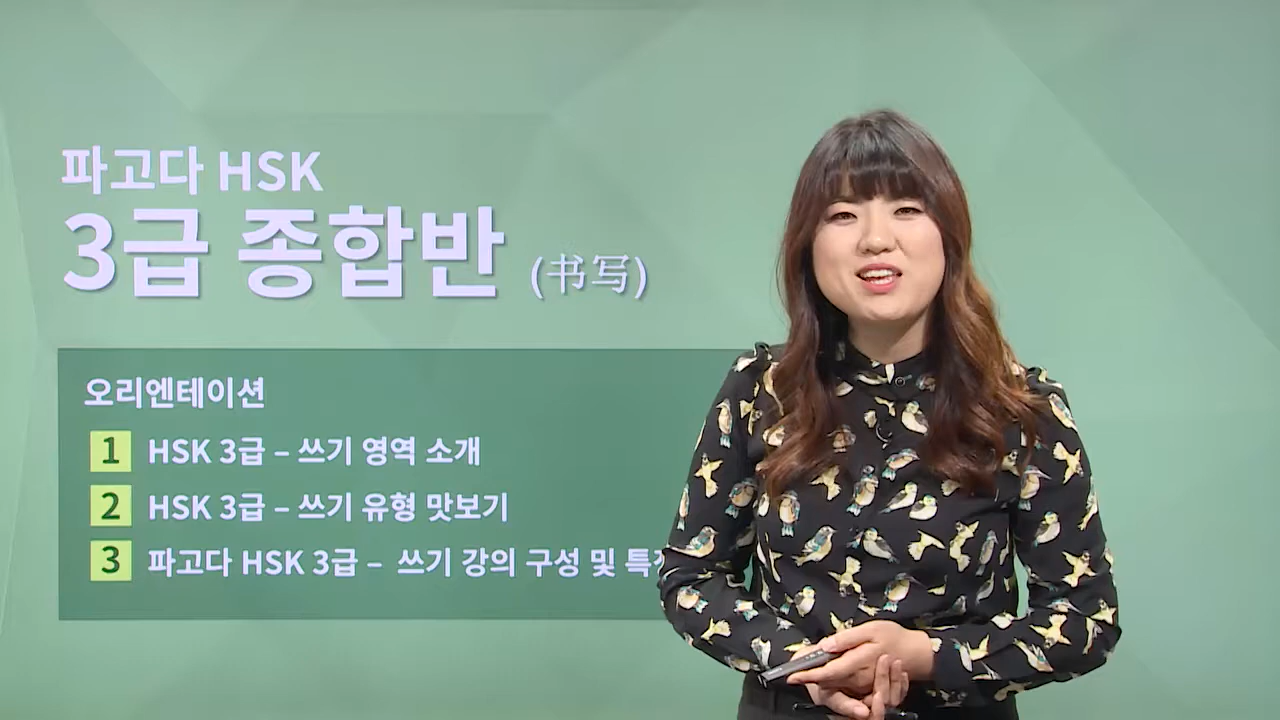 파고다 HSK
3급 종합반 (书写)
오리엔테이션
1 HSK 3급 – 쓰기 영역 소개
2 HSK 3급 – 쓰기 유형 맛보기
3 파고다 HSK 3급 – 쓰기 강의 구성 및